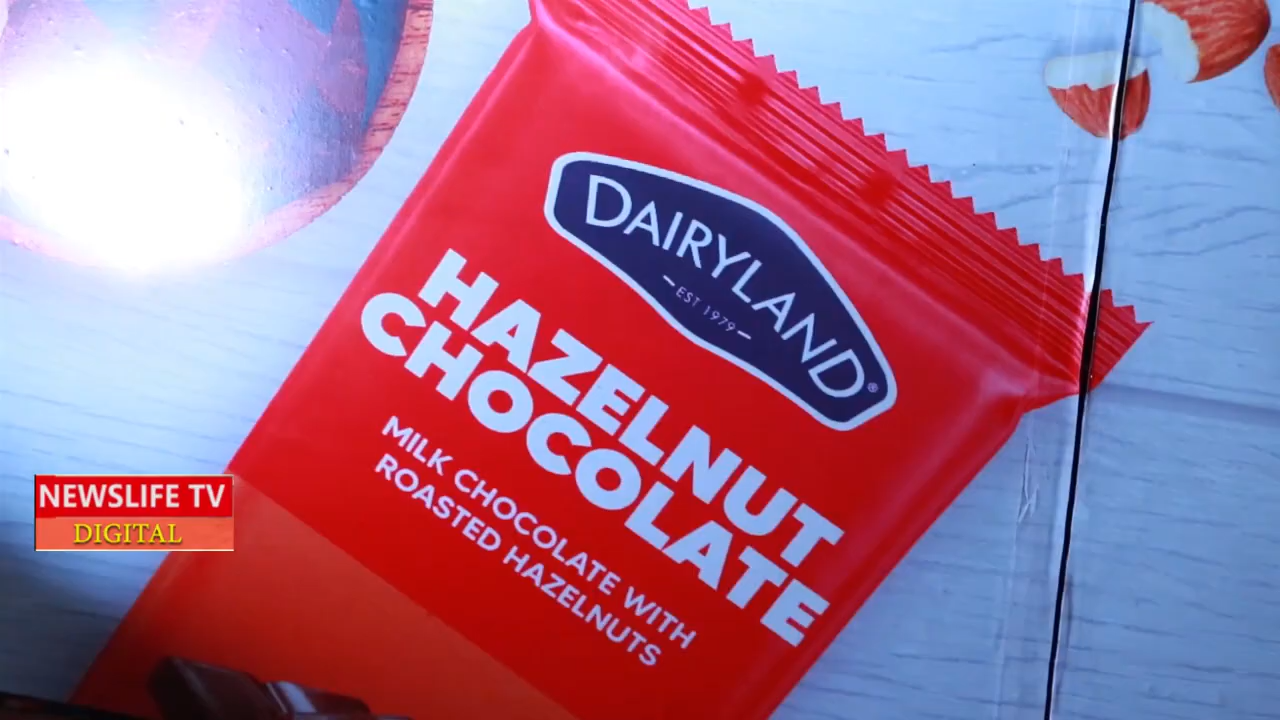 DAIRYLAND®
EST 1979
HAZELNUT
CHOCOLATE
MILK CHOCOLATE WITH
ROASTED HAZELNUTS
NEWSLIFE TV
DIGITAL